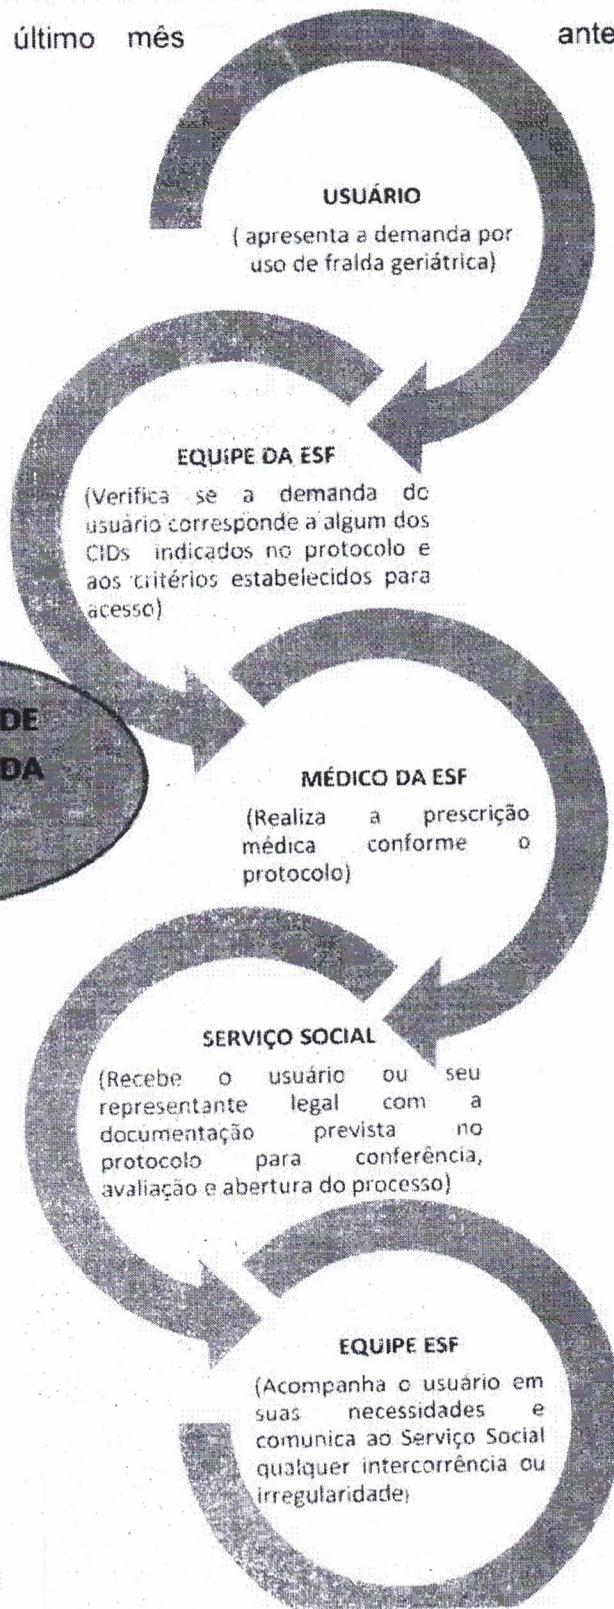 último mês ante
USUÁRIO
( apresenta a demanda por
uso de fralda geriátrica)
EQUIPE DA ESF
(Verifica se a demanda do
usuário corresponde a algum dos
CIDs indicados no protocolo e
aos critérios estabelecidos para
acesso)
DE
DA
MÉDICO DA ESF
(Realiza a prescrição
médica conforme o
protocolo)
SERVIÇO SOCIAL
(Recebe o usuário ou seu
representante legal com a
documentação prevista no
protocolo para conferência,
avaliação e abertura do processo)
EQUIPE ESF
(Acompanha o usuário em
suas necessidades e
comunica ao Serviço Social
qualquer intercorrência ou
irregularidade)